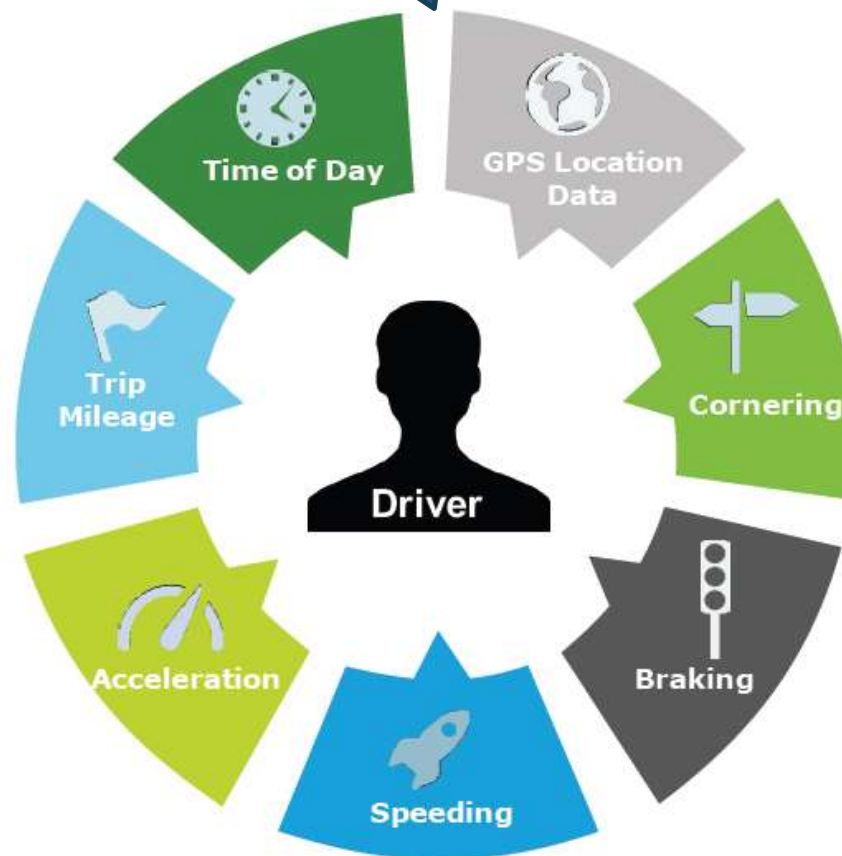 Time of Day
GPS Location
Data
Cornering
Braking
Speeding
Acceleration
Trip
Mileage
Driver